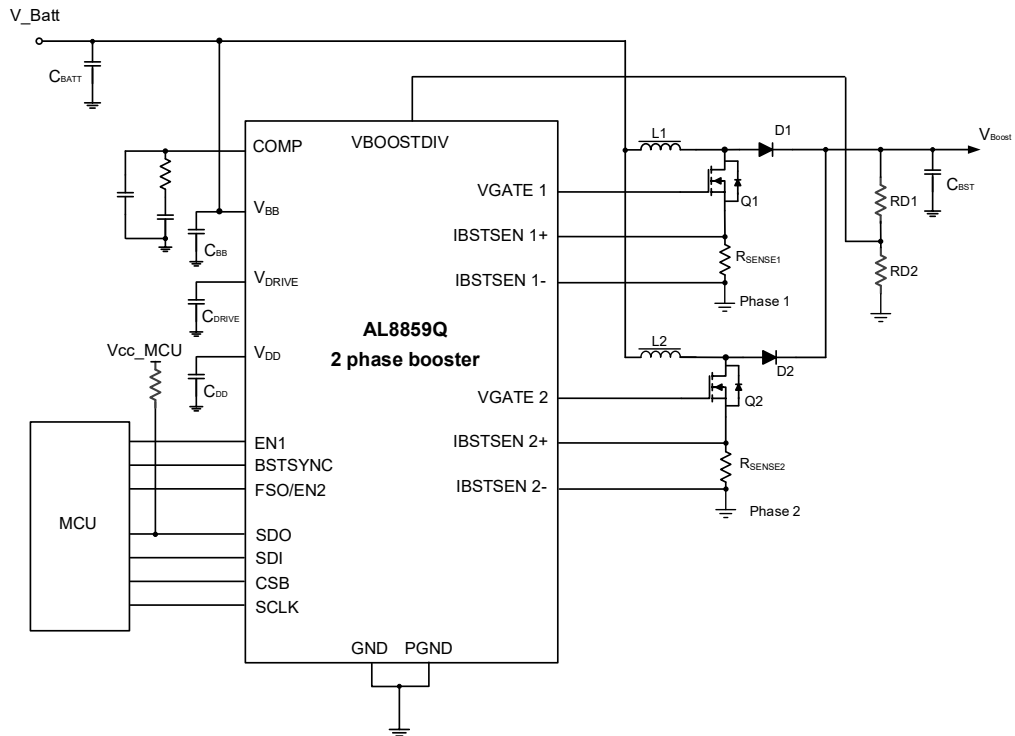 V_Batt
CBATT
COMP
VBOOSTDIV
L1
D1
VBoost
VGATE 1
Q1
CBST
RD1
VBB
CBB
IBSTSEN 1+
RSENSE1
IBSTSEN 1-
RD2
VDRIVE
CDRIVE
Phase 1
AL8859Q
2 phase booster
Vcc_MCU
VDD
CDD
L2
D2
VGATE 2
Q2
EN1
IBSTSEN 2+
BSTSYNC
RSENSE2
FSO/EN2
IBSTSEN 2-
MCU
Phase 2
SDO
SDI
CSB
SCLK
GND PGND